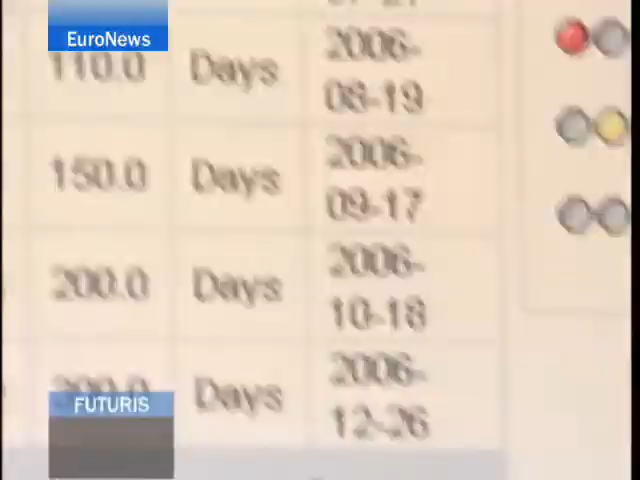 EuroNews
110.0 Days 2006-
08-19
150.0 Days 2006-
09-17
200.0 Days 2006-
10-18
Days 2006-
12-26
FUTURIS